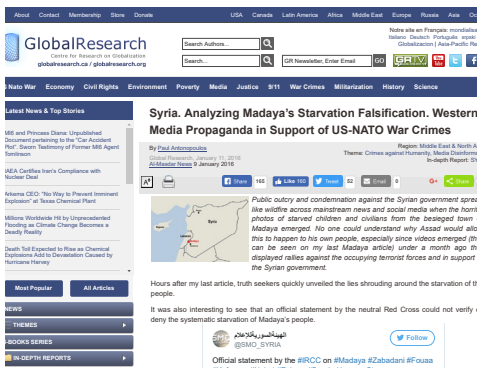 About Contact Membership Store Donate USA Canada Latin America Africa Middle East Europe Russia Asia
GlobalResearch
Centre for Research on Globalization
globalresearch.ca / globalresearch.org
Search Authors...
Search...
GR Newsletter, Enter Email GO GRTV
Notre site en Français: mondialis
italiano Deutsch Português srpski
Globalizacion | Asia-Pacific Re
Nato War Economy Civil Rights Environment Poverty Media Justice 9/11 War Crimes Militarization History Science
Latest News & Top Stories
MI6 and Princess Diana: Unpublished
Document pertaining to the "Car Accident
Plot". Sworn Testimony of Former MI6 Agent
Tomlinson
IAEA Certifies Iran's Compliance with
Nuclear Deal
Arkema CEO: "No Way to Prevent Imminent
Explosion" at Texas Chemical Plant
Millions Worldwide Hit by Unprecedented
Flooding as Climate Change Becomes a
Deadly Reality
Death Toll Expected to Rise as Chemical
Explosions Add to Devastation Caused by
Hurricane Harvey
Most Popular All Articles
NEWS
THEMES
I-BOOKS SERIES
IN-DEPTH REPORTS
Syria. Analyzing Madaya's Starvation Falsification. Western
Media Propaganda in Support of US-NATO War Crimes
By Paul Antonopoulos
Global Research, January 11, 2016
Al-Masdar News 9 January 2016
Region: Middle East & North A
Theme: Crimes against Humanity, Media Disinform
In-depth Report: SY
Share 165 Like 160 Tweet 52 Email 0 G+ Share
Syria
Public outcry and condemnation against the Syrian government sprea
like wildfire across mainstream news and social media when the horri
photos of starved children and civilians from the besieged town
Madaya emerged. No one could understand why Assad would allo
this to happen to his own people, especially since videos emerged (th
can be seen on my last Madaya article) under a month ago th
displayed rallies against the occupying terrorist forces and in support
the Syrian government.
Hours after my last article, truth seekers quickly unveiled the lies shrouding around the starvation of th
people.
It was also interesting to see that an official statement by the neutral Red Cross could not verify o
deny the systematic starvation of Madaya's people.
الهيئة السورية للإعلام
@SMO_SYRIA
Follow
Official statement by the #IRCC on #Madaya #Zabadani #Fouaa